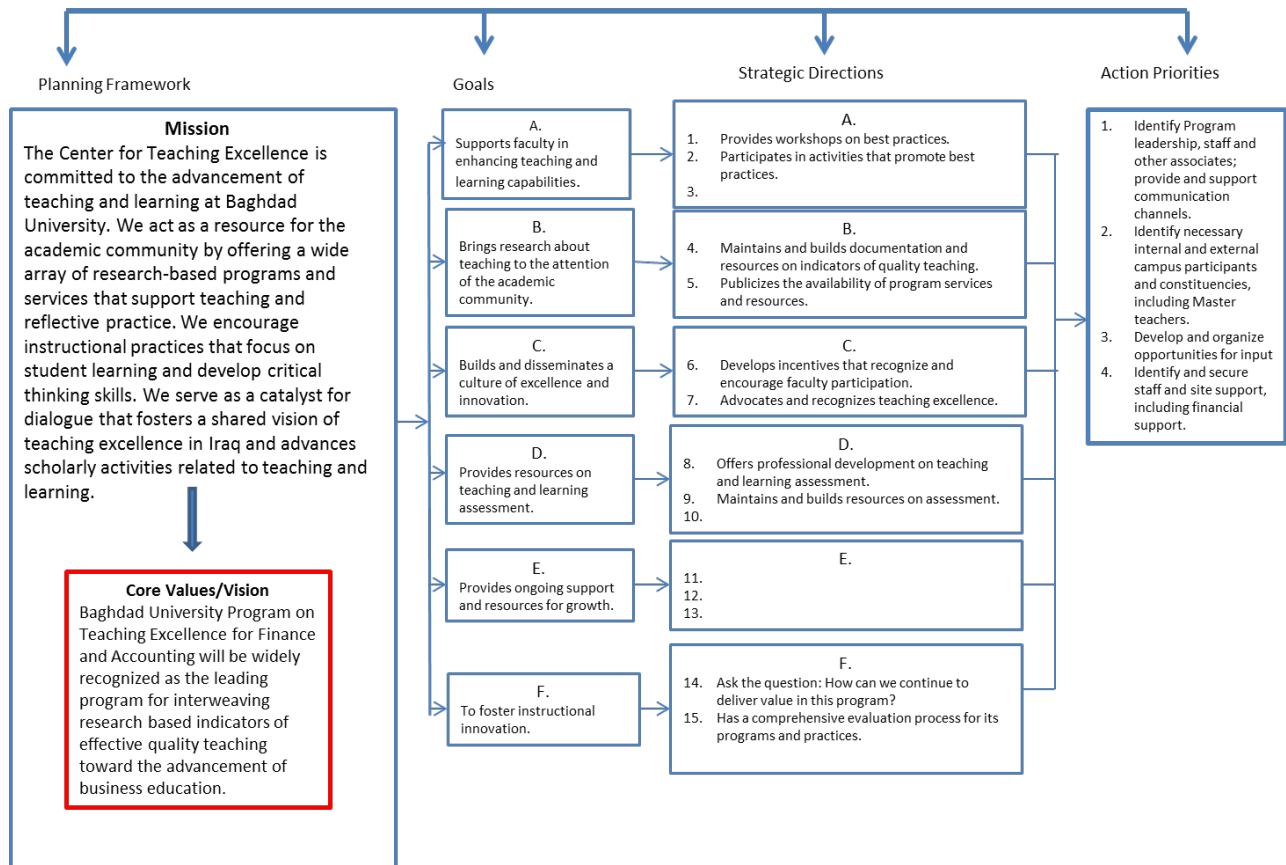 Planning Framework
Goals
Strategic Directions
Action Priorities
Mission
The Center for Teaching Excellence is
committed to the advancement of
teaching and learning at Baghdad
University. We act as a resource for the
academic community by offering a wide
array of research-based programs and
services that support teaching and
reflective practice. We encourage
instructional practices that focus on
student learning and develop critical
thinking skills. We serve as a catalyst for
dialogue that fosters a shared vision of
teaching excellence in Iraq and advances
scholarly activities related to teaching and
learning.
Core Values/Vision
Baghdad University Program on
Teaching Excellence for Finance
and Accounting will be widely
recognized as the leading
program for interweaving
research based indicators of
effective quality teaching
toward the advancement of
business education.
A.
Supports faculty in
enhancing teaching and
learning capabilities.
B.
Brings research about
teaching to the attention
of the academic
community.
C.
Builds and disseminates a
culture of excellence and
innovation.
D.
Provides resources on
teaching and learning
assessment.
E.
Provides ongoing support
and resources for growth.
F.
To foster instructional
innovation.
A.
1. Provides workshops on best practices.
2. Participates in activities that promote best
practices.
3.
B.
4. Maintains and builds documentation and
resources on indicators of quality teaching.
5. Publicizes the availability of program services
and resources.
C.
6. Develops incentives that recognize and
encourage faculty participation.
7. Advocates and recognizes teaching excellence.
D.
8. Offers professional development on teaching
and learning assessment.
9. Maintains and builds resources on assessment.
10.
E.
11.
12.
13.
F.
14. Ask the question: How can we continue to
deliver value in this program?
15. Has a comprehensive evaluation process for its
programs and practices.
1. Identify Program
leadership, staff and
other associates;
provide and support
communication
channels.
2. Identify necessary
internal and external
campus participants
and constituencies,
including Master
teachers.
3. Develop and organize
opportunities for input
4. Identify and secure
staff and site support,
including financial
support.